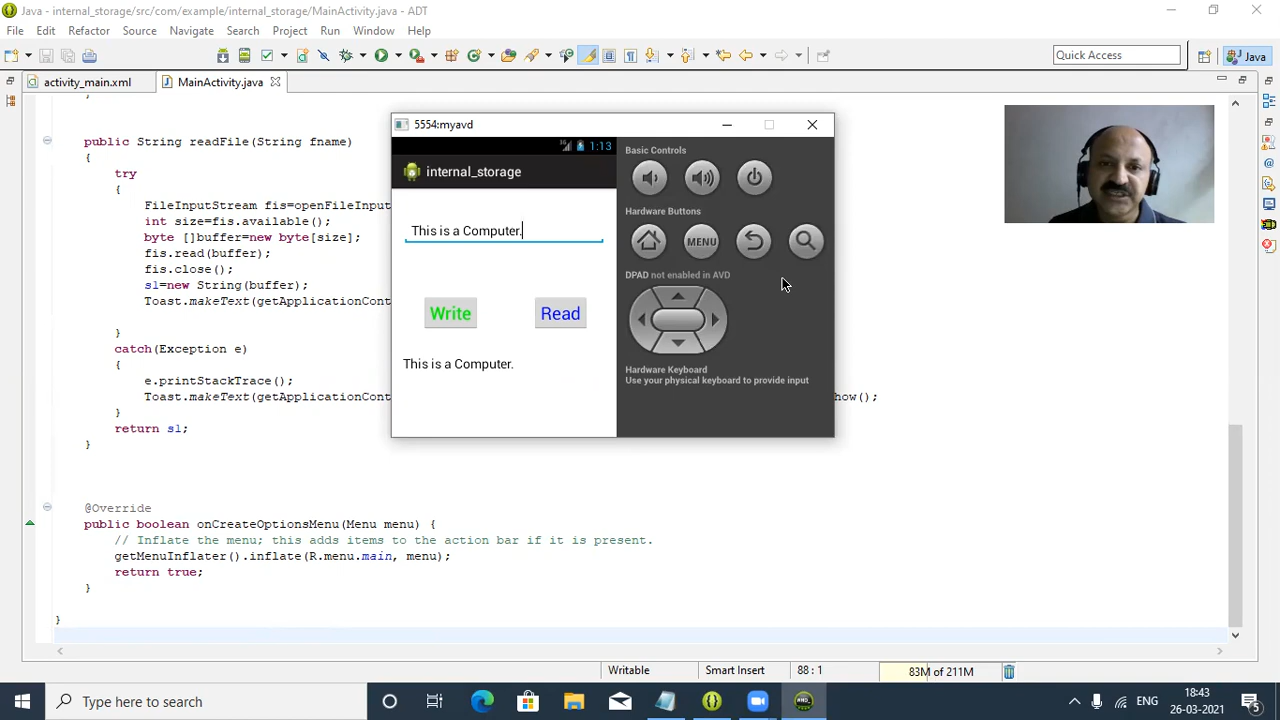 Java - internal_storage/src/com/example/internal_storage/MainActivity.java - ADT
File Edit Refactor Source Navigate Search Project Run Window Help
Quick Access
Java
activity_main.xml
MainActivity.java
}
public String readFile(String fname)
{
try
{
FileInputStream fis=openFileInput
int size=fis.available();
byte []buffer=new byte[size];
fis.read(buffer);
fis.close();
s1=new String(buffer);
Toast.makeText(getApplicationCont
}
catch(Exception e)
{
e.printStackTrace();
Toast.makeText(getApplicationCont how();
}
return s1;
}
@Override
public boolean onCreateOptionsMenu(Menu menu) {
// Inflate the menu; this adds items to the action bar if it is present.
getMenuInflater().inflate(R.menu.main, menu);
return true;
}
}
5554:myavd
1:13
internal_storage
This is a Computer.
Write Read
This is a Computer.
Basic Controls
Hardware Buttons
MENU
DPAD not enabled in AVD
Hardware Keyboard
Use your physical keyboard to provide input
Writable Smart Insert 88 : 1 83M of 211M
Type here to search
ENG
18:43
26-03-2021
5